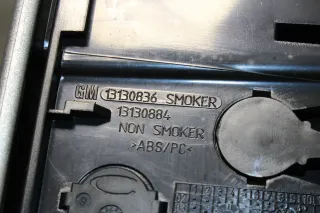 GM 13130836 SMOKER
13130884
NON SMOKER
>ABS/PC<